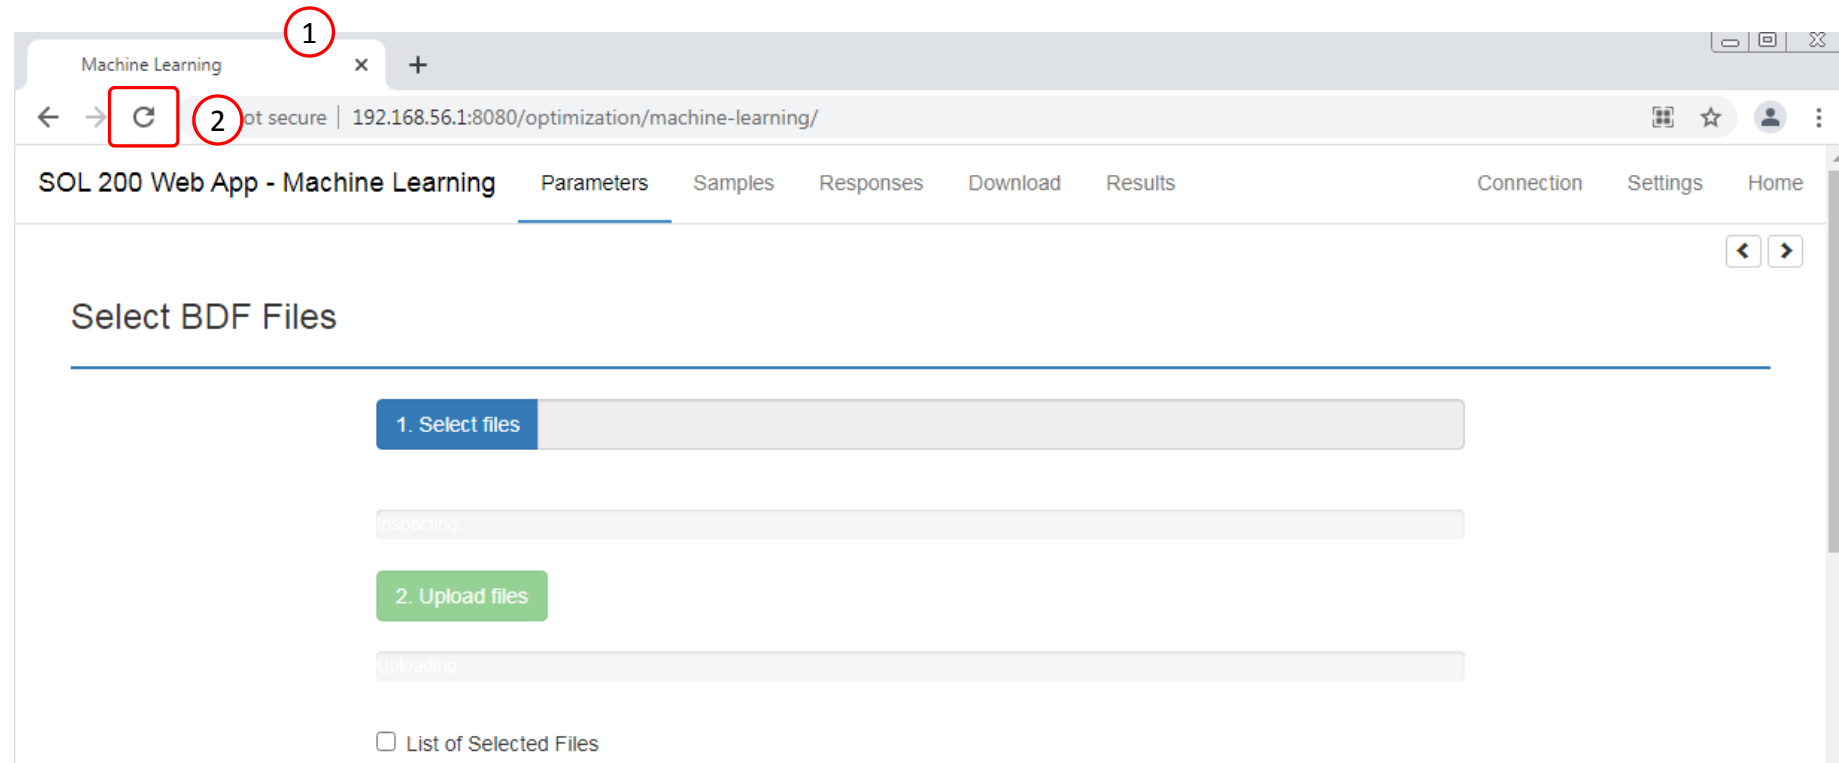 1
Machine Learning
2 ot secure | 192.168.56.1:8080/optimization/machine-learning/
SOL 200 Web App - Machine Learning Parameters Samples Responses Download Results Connection Settings Home
Select BDF Files
1. Select files
Inspecting:
2. Upload files
Uploading:
List of Selected Files